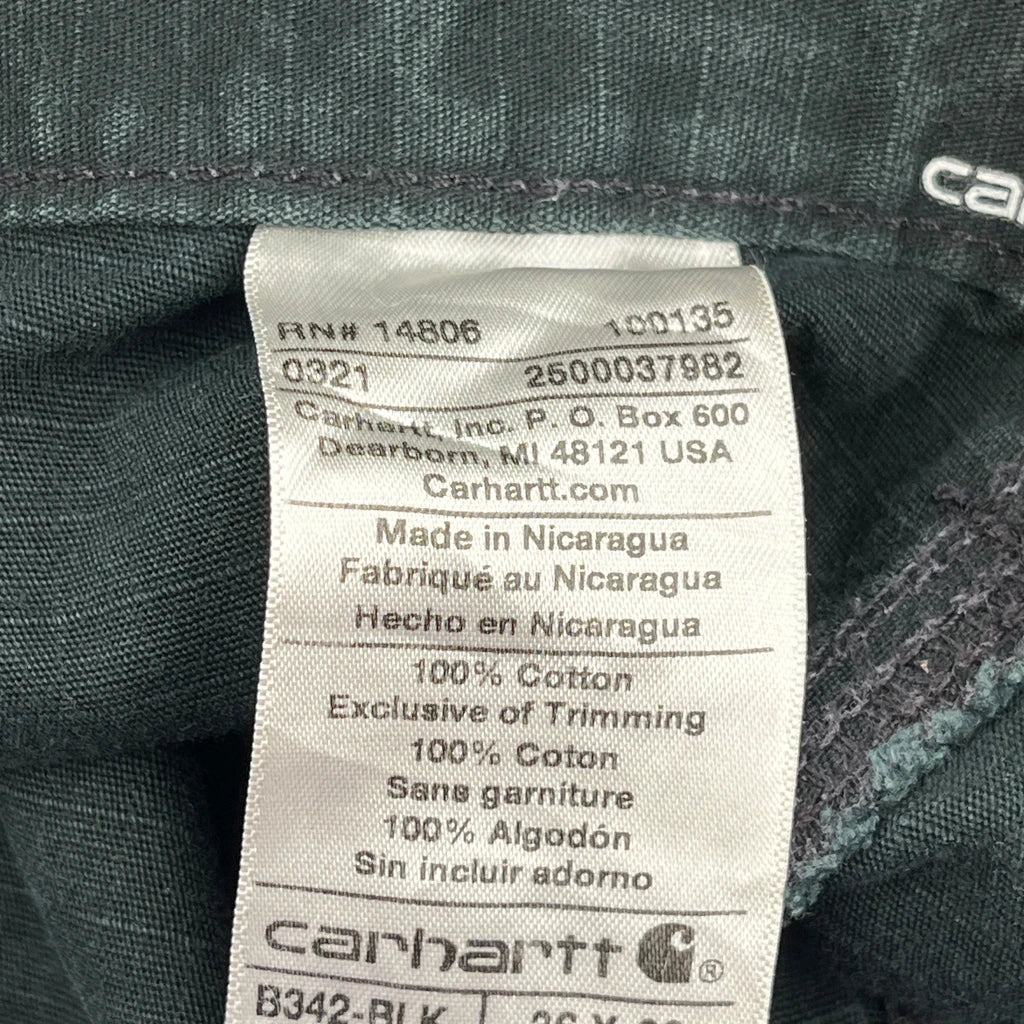 ca
RN# 14806 100135
0321 2500037982
Carhartt, Inc. P. O. Box 600
Dearborn, MI 48121 USA
Carhartt.com
Made in Nicaragua
Fabriqué au Nicaragua
Hecho en Nicaragua
100% Cotton
Exclusive of Trimming
100% Coton
Sans garniture
100% Algodón
Sin incluir adorno
carhartt ®
B342-BLK